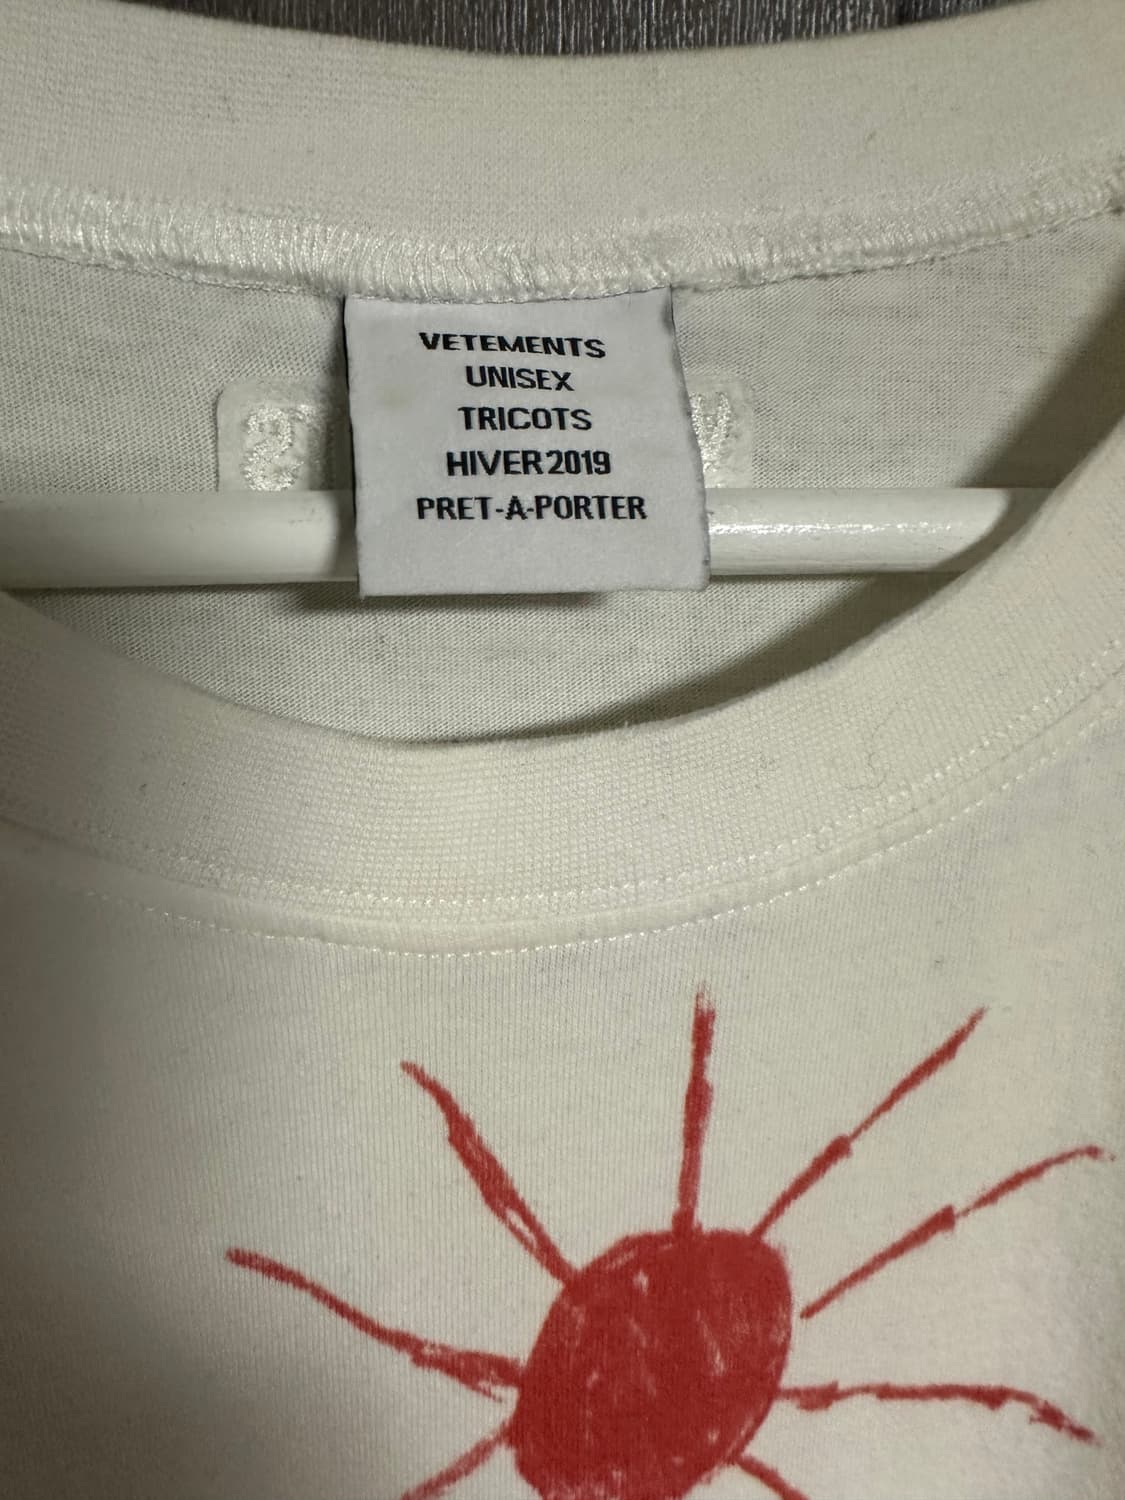 VETEMENTS
UNISEX
TRICOTS
HIVER 2019
PRET-A-PORTER